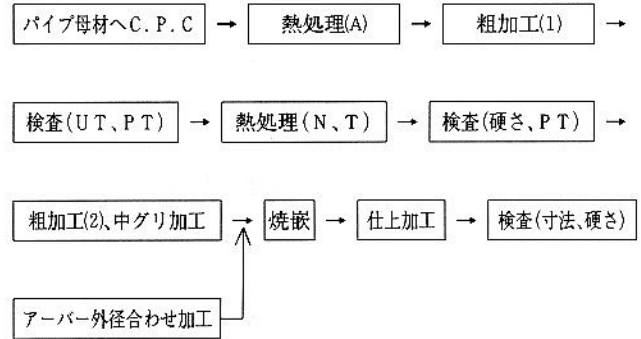 パイプ母材へC.P.C → 熱処理(A) → 粗加工(1) →
検査(UT、PT) → 熱処理(N、T) → 検査(硬さ、PT) →
粗加工(2)、中グリ加工 → 焼嵌 → 仕上加工 → 検査(寸法、硬さ)
アーバー外径合わせ加工